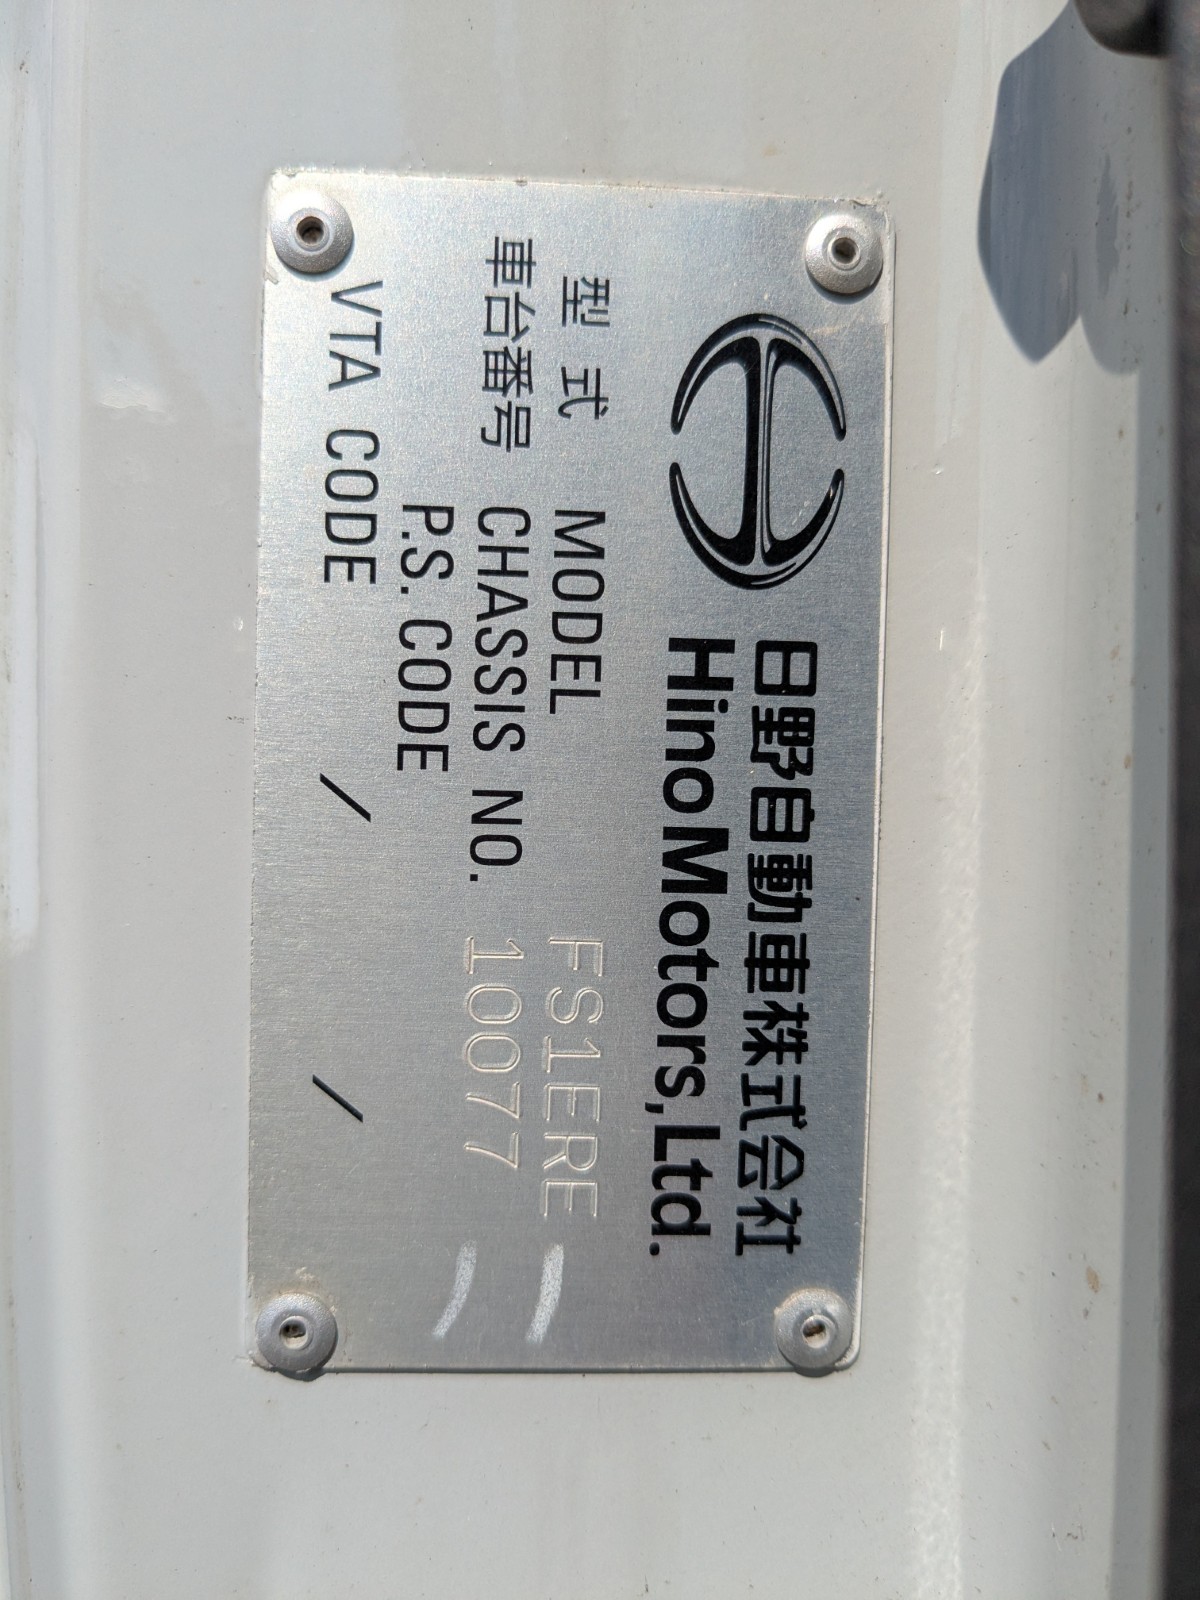 日野自動車株式会社
Hino Motors,Ltd.
型式 MODEL FS1ERE
車台番号 CHASSIS NO. 10077
P.S. CODE
VTA CODE / /